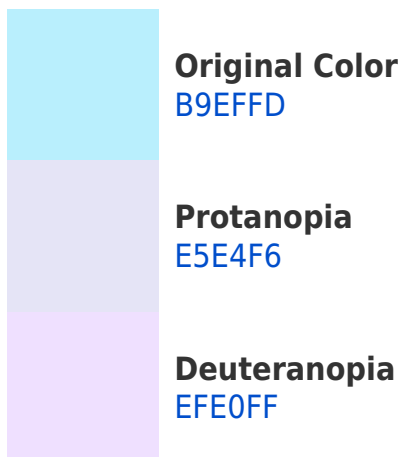 Original Color
B9EFFD
Protanopia
E5E4F6
Deuteranopia
EFE0FF